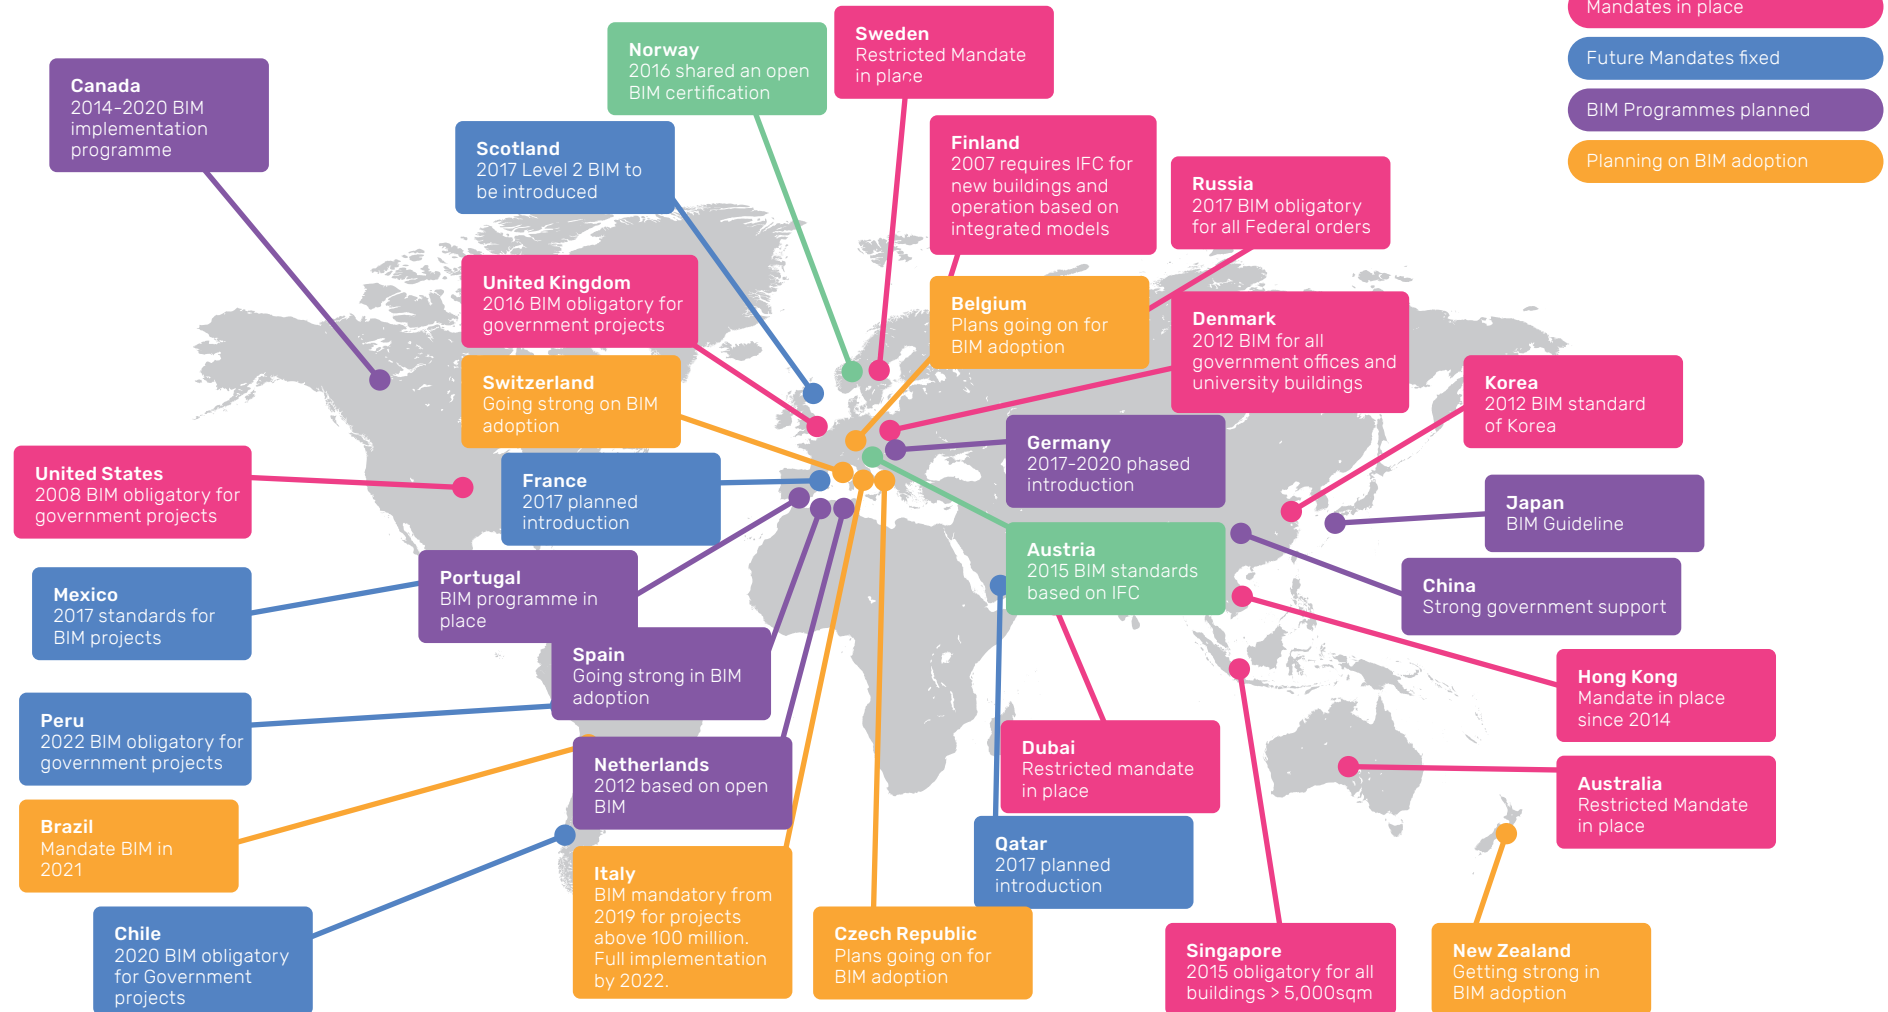 Mandates in place
Future Mandates fixed
BIM Programmes planned
Planning on BIM adoption
Sweden
Restricted Mandate
in place
Norway
2016 shared an open
BIM certification
Canada
2014-2020 BIM
implementation
programme
Scotland
2017 Level 2 BIM to
be introduced
Finland
2007 requires IFC for
new buildings and
operation based on
integrated models
Russia
2017 BIM obligatory
for all Federal orders
United Kingdom
2016 BIM obligatory for
government projects
Belgium
Plans going on for
BIM adoption
Denmark
2012 BIM for all
government offices and
university buildings
Switzerland
Going strong on BIM
adoption
Korea
2012 BIM standard
of Korea
Germany
2017-2020 phased
introduction
United States
2008 BIM obligatory for
government projects
France
2017 planned
introduction
Japan
BIM Guideline
Austria
2015 BIM standards
based on IFC
China
Strong government support
Mexico
2017 standards for
BIM projects
Portugal
BIM programme in
place
Spain
Going strong in BIM
adoption
Hong Kong
Mandate in place
since 2014
Peru
2022 BIM obligatory for
government projects
Netherlands
2012 based on open
BIM
Dubai
Restricted mandate
in place
Australia
Restricted Mandate
in place
Brazil
Mandate BIM in
2021
Qatar
2017 planned
introduction
Italy
BIM mandatory from
2019 for projects
above 100 million.
Full implementation
by 2022.
Chile
2020 BIM obligatory
for Government
projects
Czech Republic
Plans going on for
BIM adoption
Singapore
2015 obligatory for all
buildings > 5,000sqm
New Zealand
Getting strong in
BIM adoption